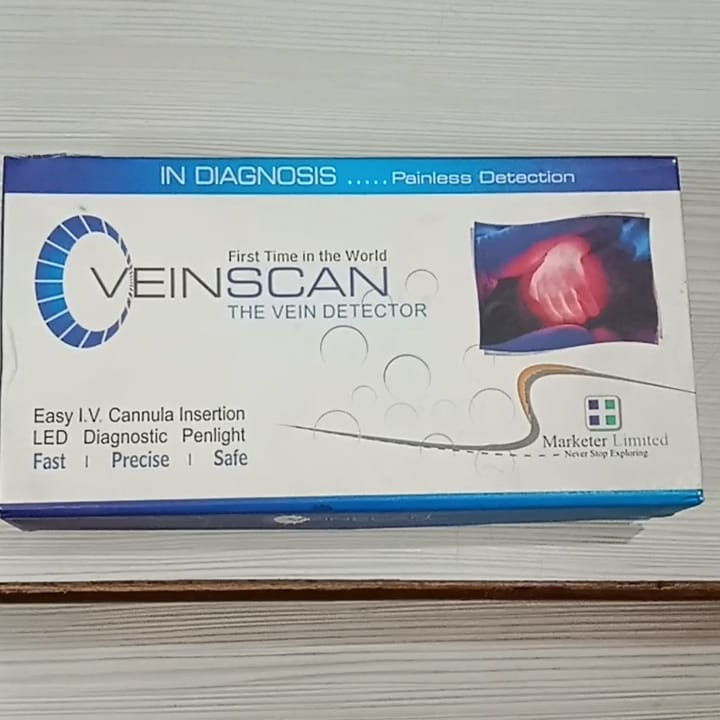 IN DIAGNOSIS ..... Painless Detection
First Time in the World
VEINSCAN
THE VEIN DETECTOR
Easy I.V. Cannula Insertion
LED Diagnostic Penlight
Fast | Precise | Safe
Marketer Limited
Never Stop Exploring